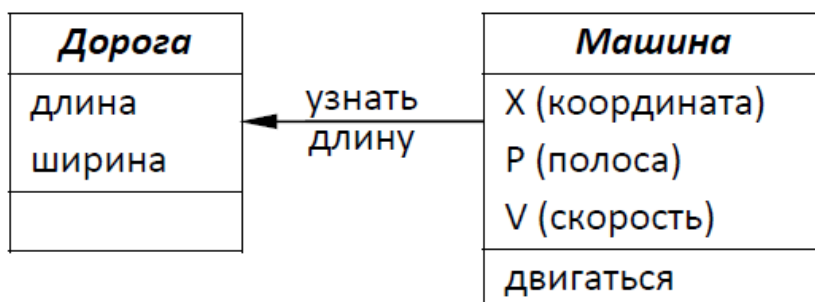 Дорога
длина
ширина
узнать
длину
Машина
X (координата)
P (полоса)
V (скорость)
двигаться